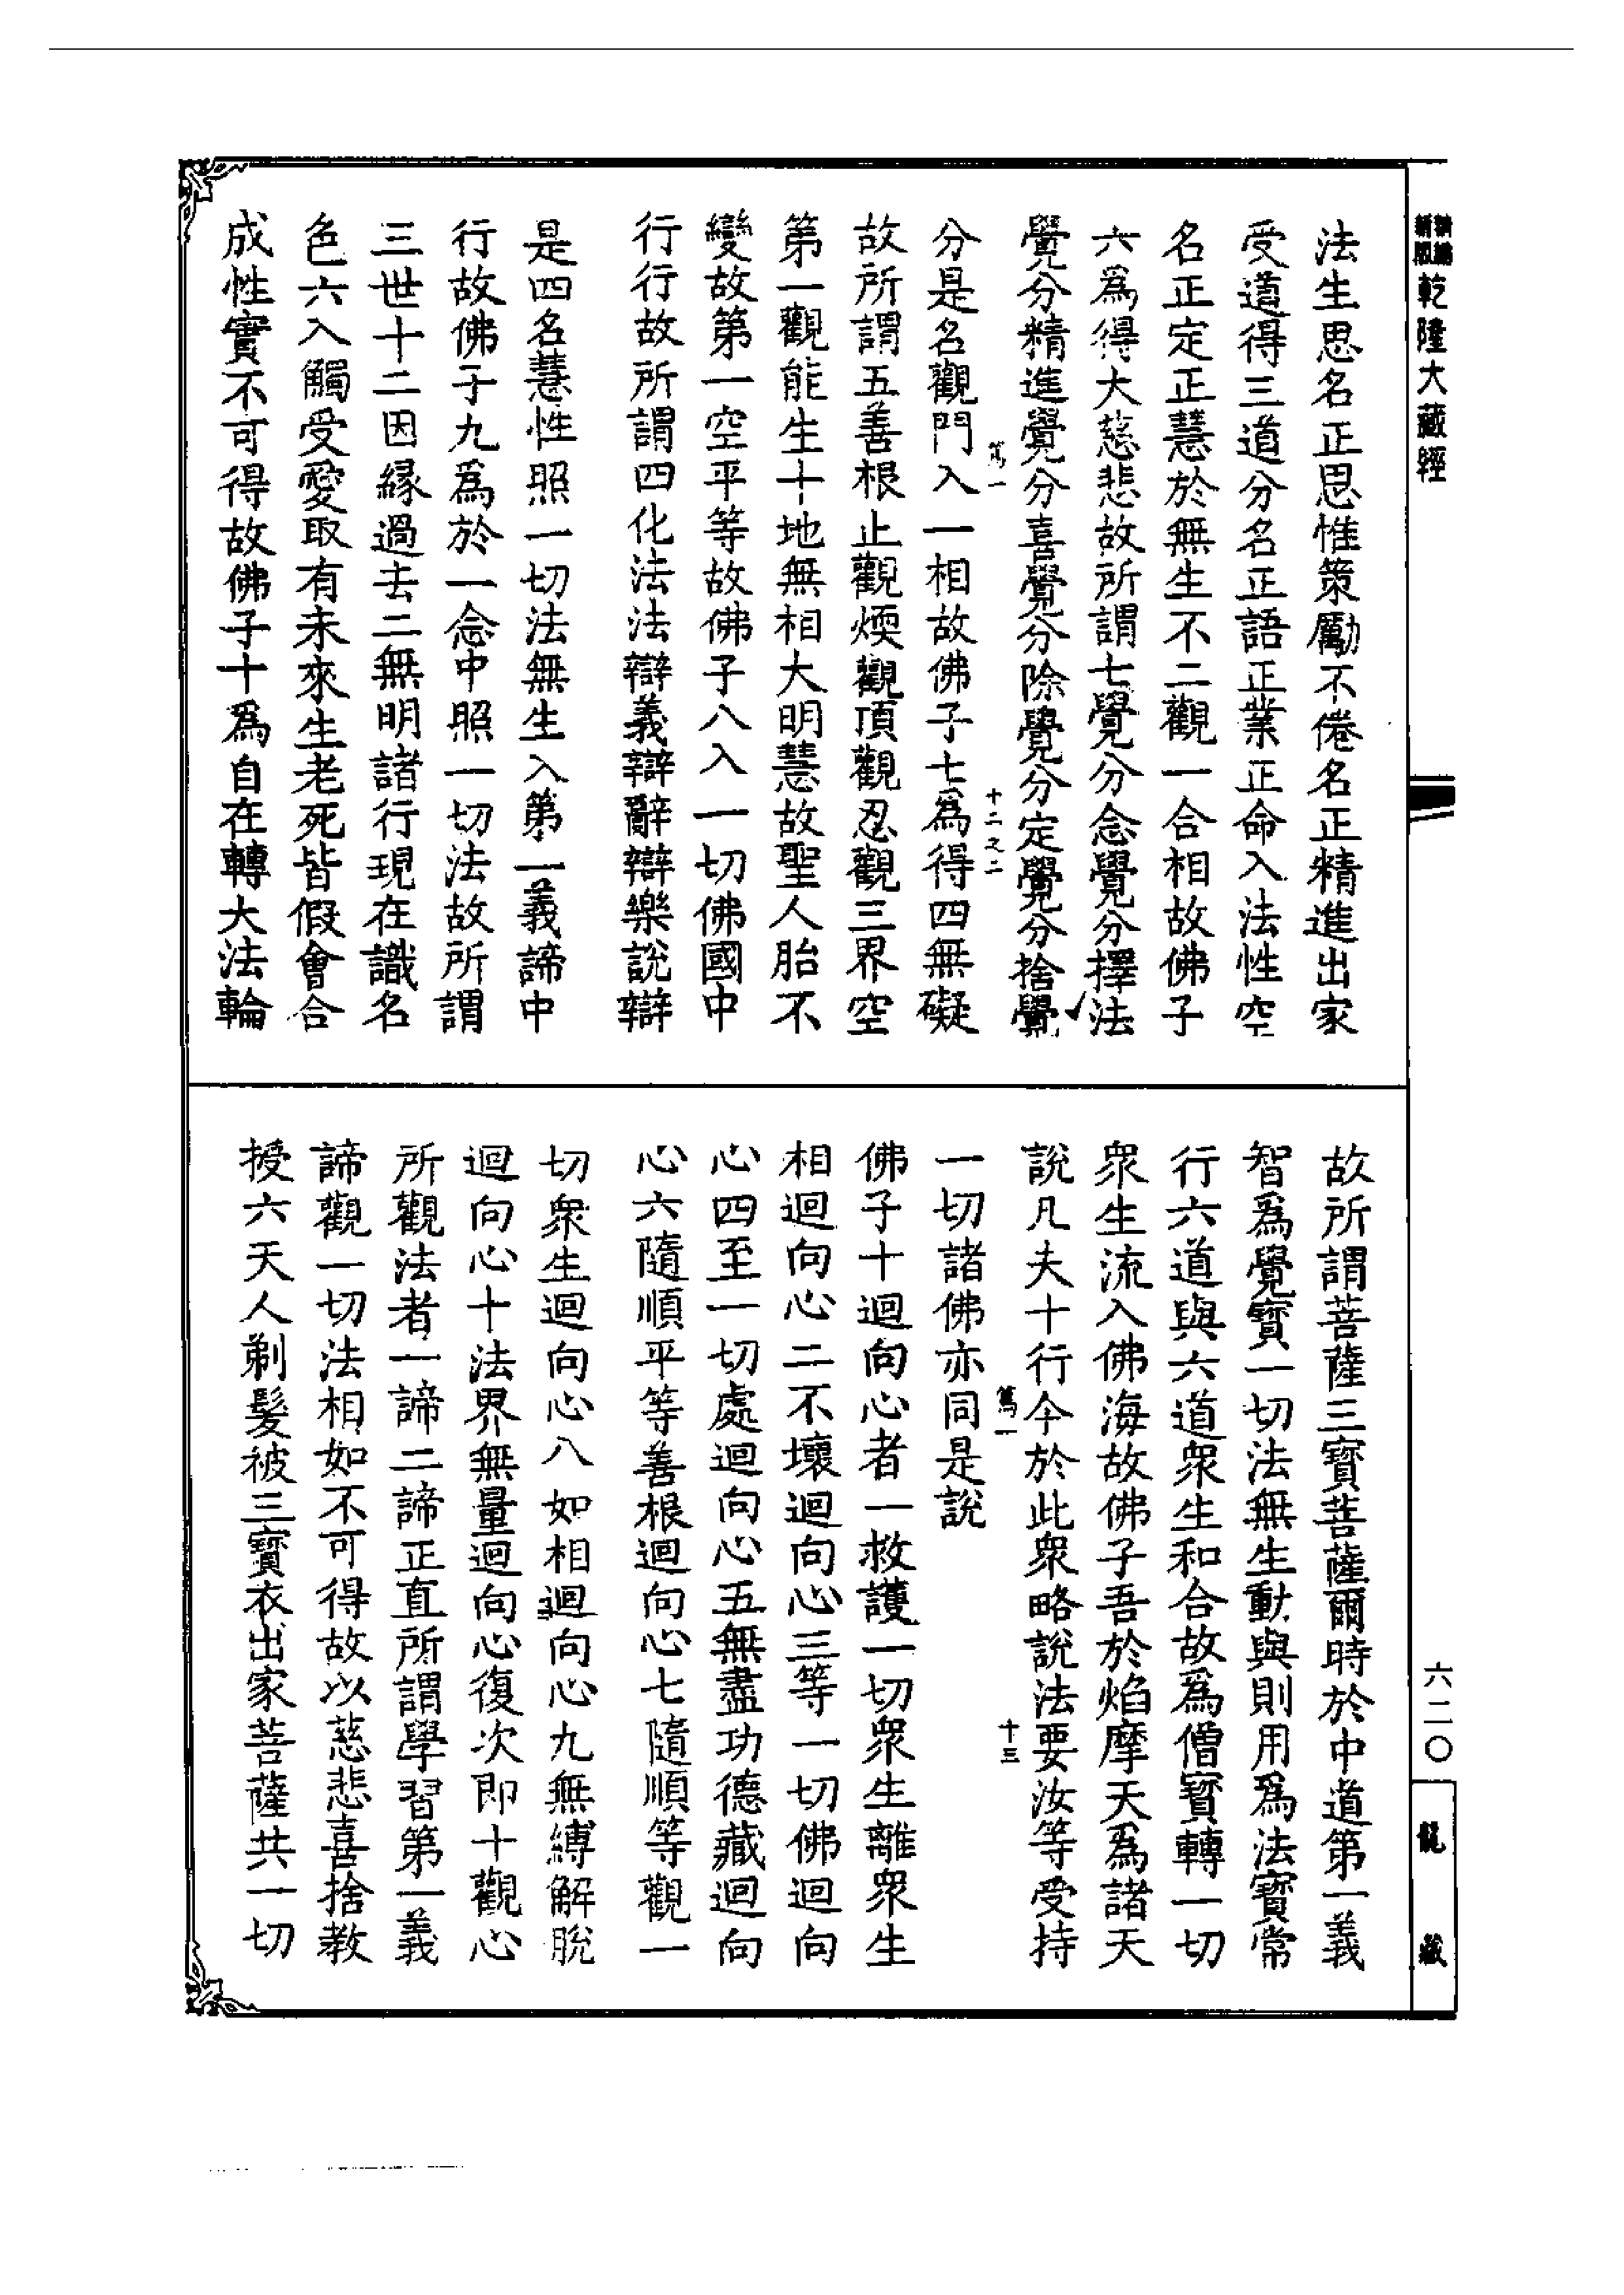 新編新版乾隆大藏經
法生思名正思惟策勵不倦名正精進出家
受道得三道分名正語正業正命入法性空
名正定正慧於無生不二觀一合相故佛子
六爲得大慈悲故所謂七覺分念覺分擇法
覺分精進覺分喜覺分除覺分定覺分捨覺
篤一
十二之二
分是名觀門入一相故佛子七爲得四無礙
故所謂五善根止觀煗觀頂觀忍觀三界空
第一觀能生十地無相大明慧故聖人胎不
變故第一空平等故佛子八入一切佛國中
行行故所謂四化法法辯義辯辭辯樂說辯
是四名慧性照一切法無生入第一義諦中
行故佛子九爲於一念中照一切法故所謂
三世十二因緣過去二無明諸行現在識名
色六入觸受愛取有未來生老死皆假會合
成性實不可得故佛子十爲自在轉大法輪
六二〇
龍藏
故所謂菩薩三寶菩薩爾時於中道第一義
智爲覺寶一切法無生動與則用爲法寶常
行六道與六道衆生和合故爲僧寶轉一切
衆生流入佛海故佛子吾於焰摩天爲諸天
說凡夫十行今於此衆略說法要汝等受持
篤一
十三
一切諸佛亦同是說
佛子十迴向心者一救護一切衆生離衆生
相迴向心二不壞迴向心三等一切佛迴向
心四至一切處迴向心五無盡功德藏迴向
心六隨順平等善根迴向心七隨順等觀一
切衆生迴向心八如相迴向心九無縛解脫
迴向心十法界無量迴向心復次即十觀心
所觀法者一諦二諦正直所謂學習第一義
諦觀一切法相如不可得故以慈悲喜捨教
授六天人剃髮被三寶衣出家菩薩共一切